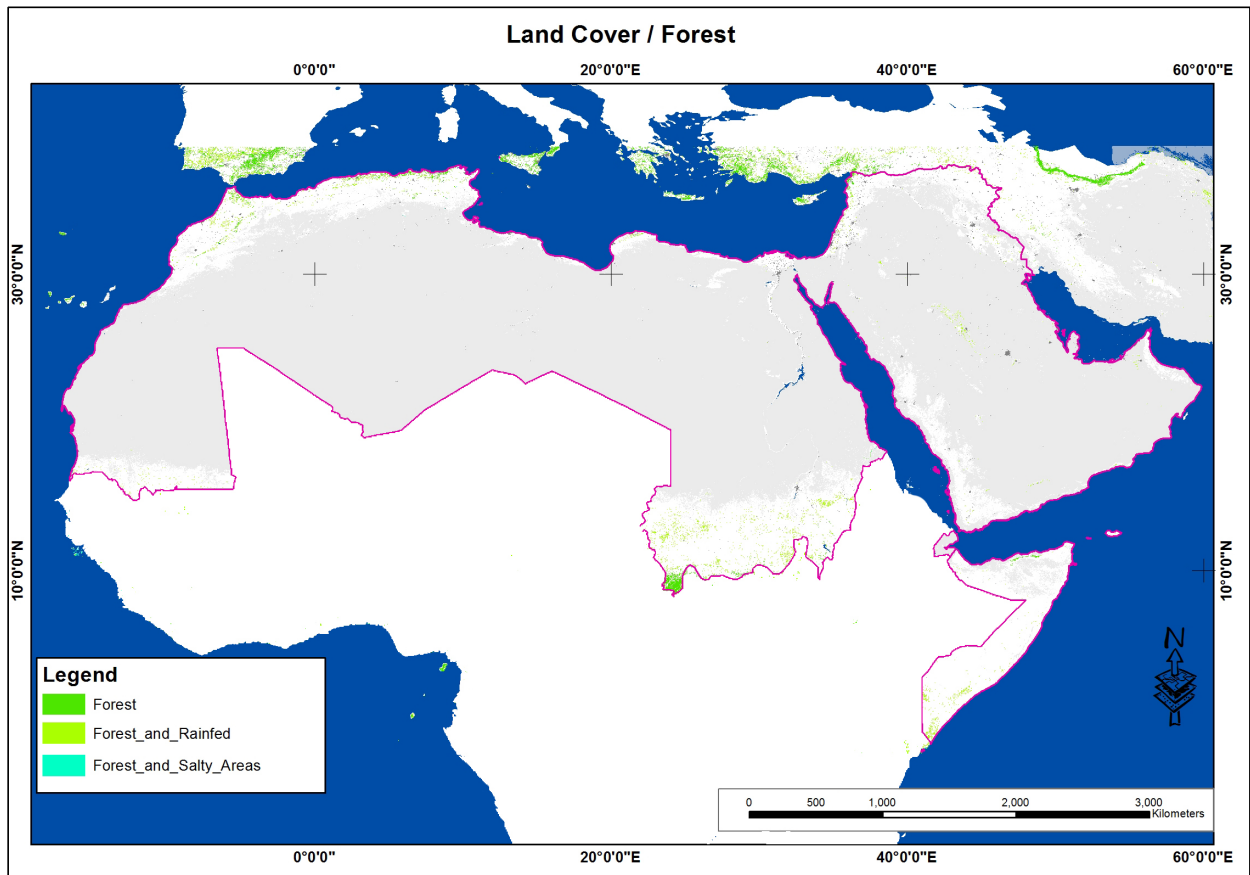 Land Cover / Forest
0°0'0" 20°0'0"E 40°0'0"E 60°0'0"E
30°0'0"N 30°0'0"N
10°0'0"N 10°0'0"N
N
Legend
Forest
Forest_and_Rainfed
Forest_and_Salty_Areas
0 500 1,000 2,000 3,000
Kilometers
0°0'0" 20°0'0"E 40°0'0"E 60°0'0"E